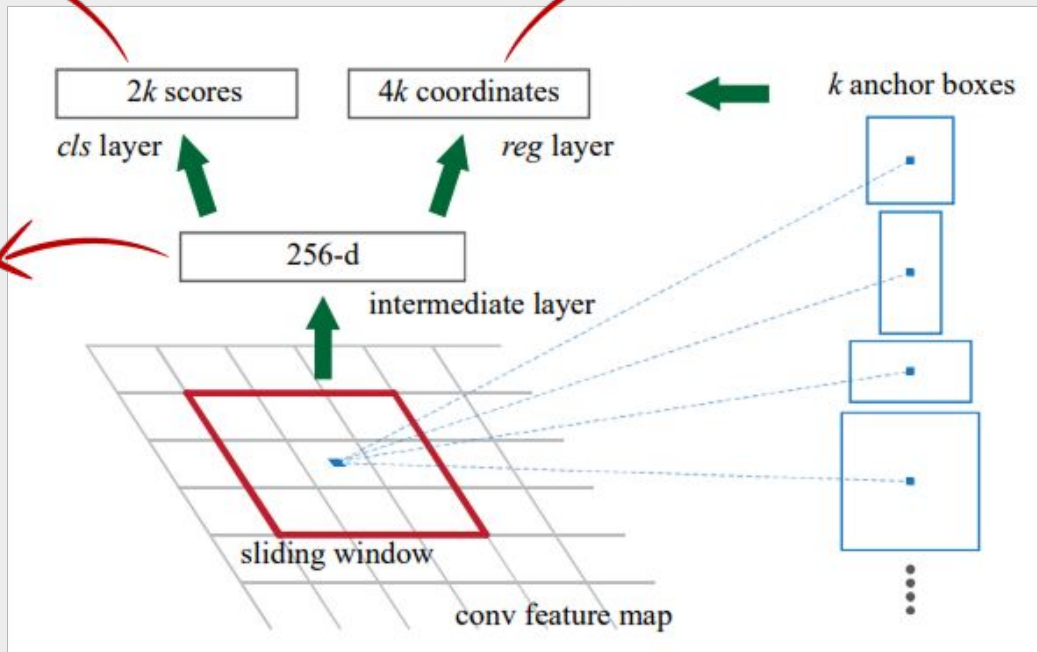 2k scores
4k coordinates
k anchor boxes
cls layer
reg layer
256-d
intermediate layer
sliding window
conv feature map